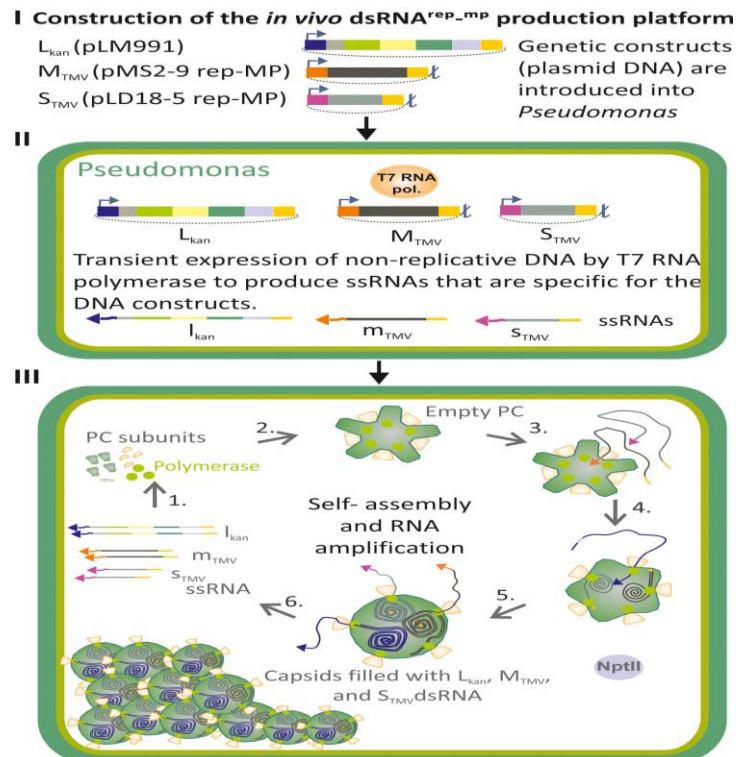 I Construction of the in vivo dsRNArep-mp production platform
Lkan (pLM991)
MTMV (pMS2-9 rep-MP)
STMV (pLD18-5 rep-MP)
Genetic constructs
(plasmid DNA) are
introduced into
Pseudomonas
II
Pseudomonas
T7 RNA
pol.
Lkan
MTMV
STMV
Transient expression of non-replicative DNA by T7 RNA
polymerase to produce ssRNAs that are specific for the
DNA constructs.
lkan
mTMV
sTMV
ssRNAs
III
PC subunits
Polymerase
2.
Empty PC
3.
1.
Self- assembly
and RNA
amplification
4.
lkan
mTMV
sTMV
ssRNA
6.
5.
NptII
Capsids filled with Lkan, MTMV,
and STMVdsRNA